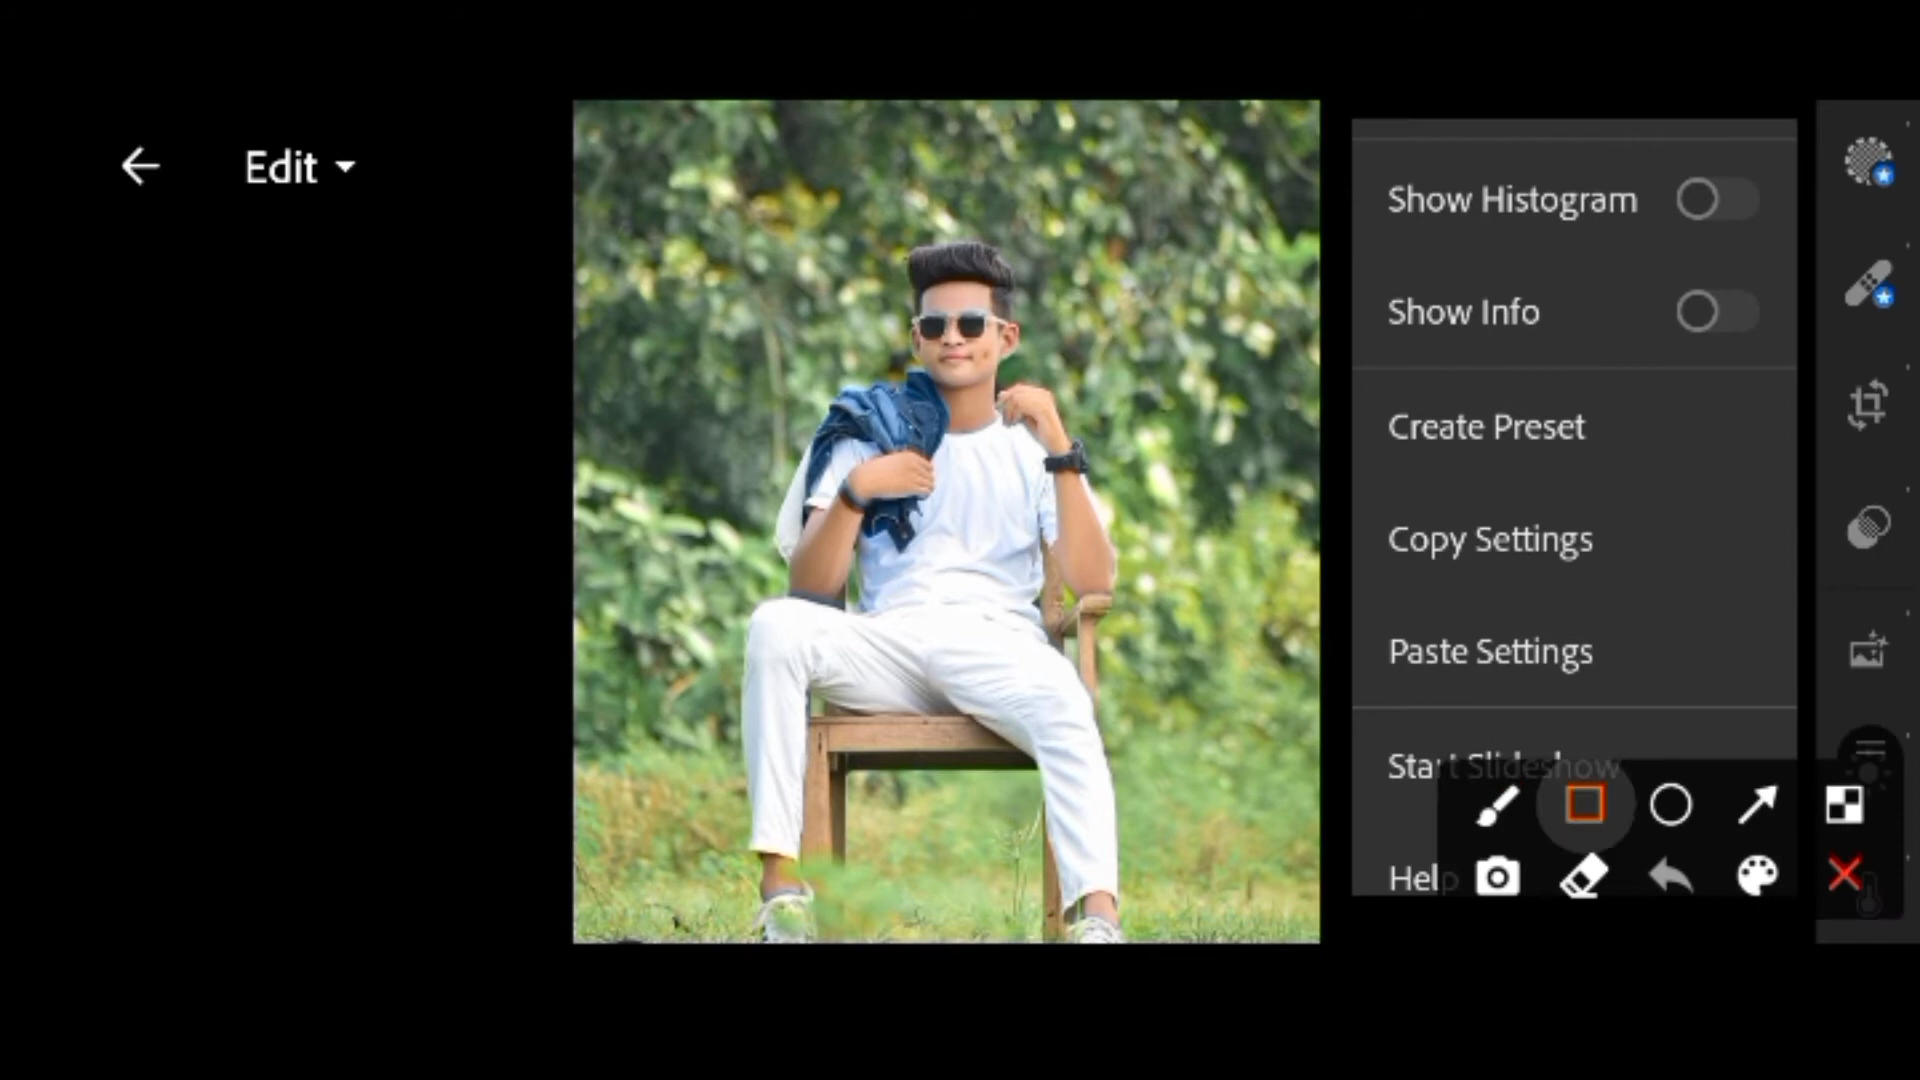 Edit
Show Histogram
Show Info
Create Preset
Copy Settings
Paste Settings
Start Slideshow
Help